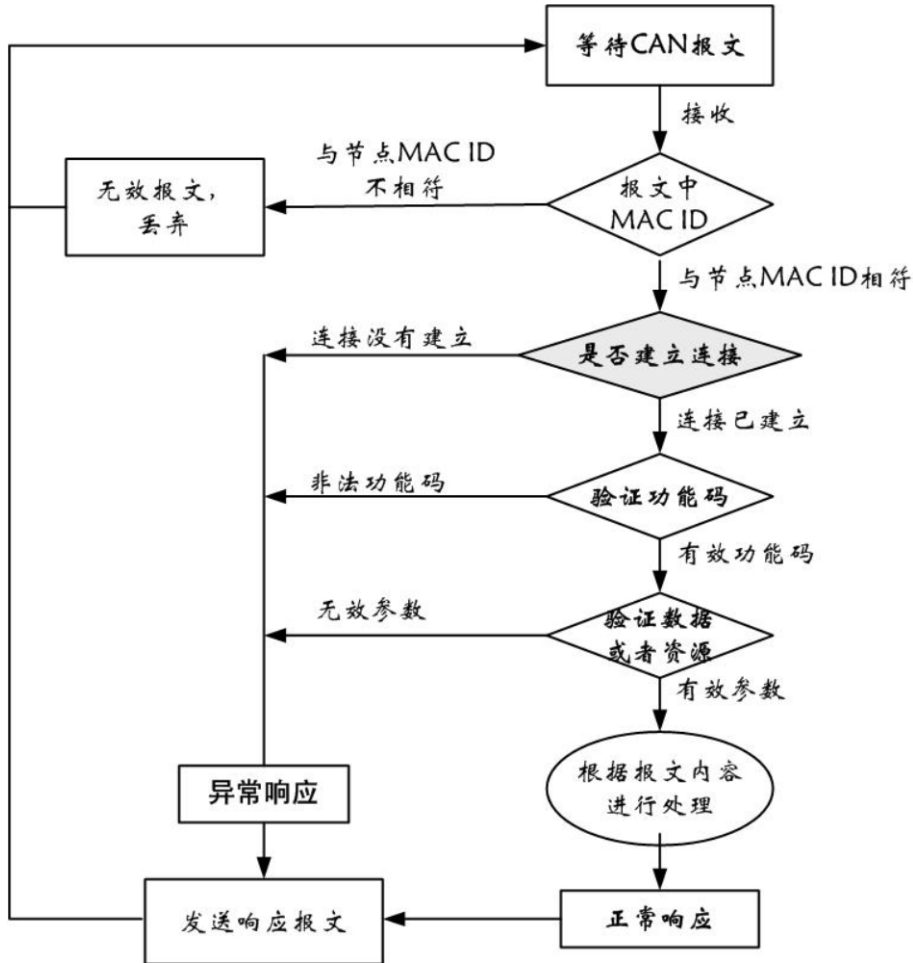 等待CAN报文
接收
与节点MAC ID
不相符
无效报文，
丢弃
报文中
MAC ID
与节点MAC ID相符
连接没有建立
是否建立连接
连接已建立
非法功能码
验证功能码
有效功能码
无效参数
验证数据
或者资源
有效参数
根据报文内容
进行处理
异常响应
发送响应报文
正常响应